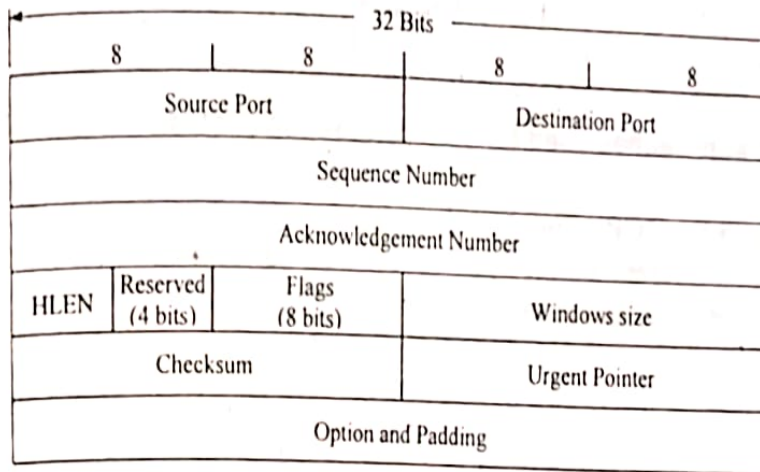 32 Bits
8 8 8 8
Source Port Destination Port
Sequence Number
Acknowledgement Number
HLEN Reserved (4 bits) Flags (8 bits) Windows size
Checksum Urgent Pointer
Option and Padding